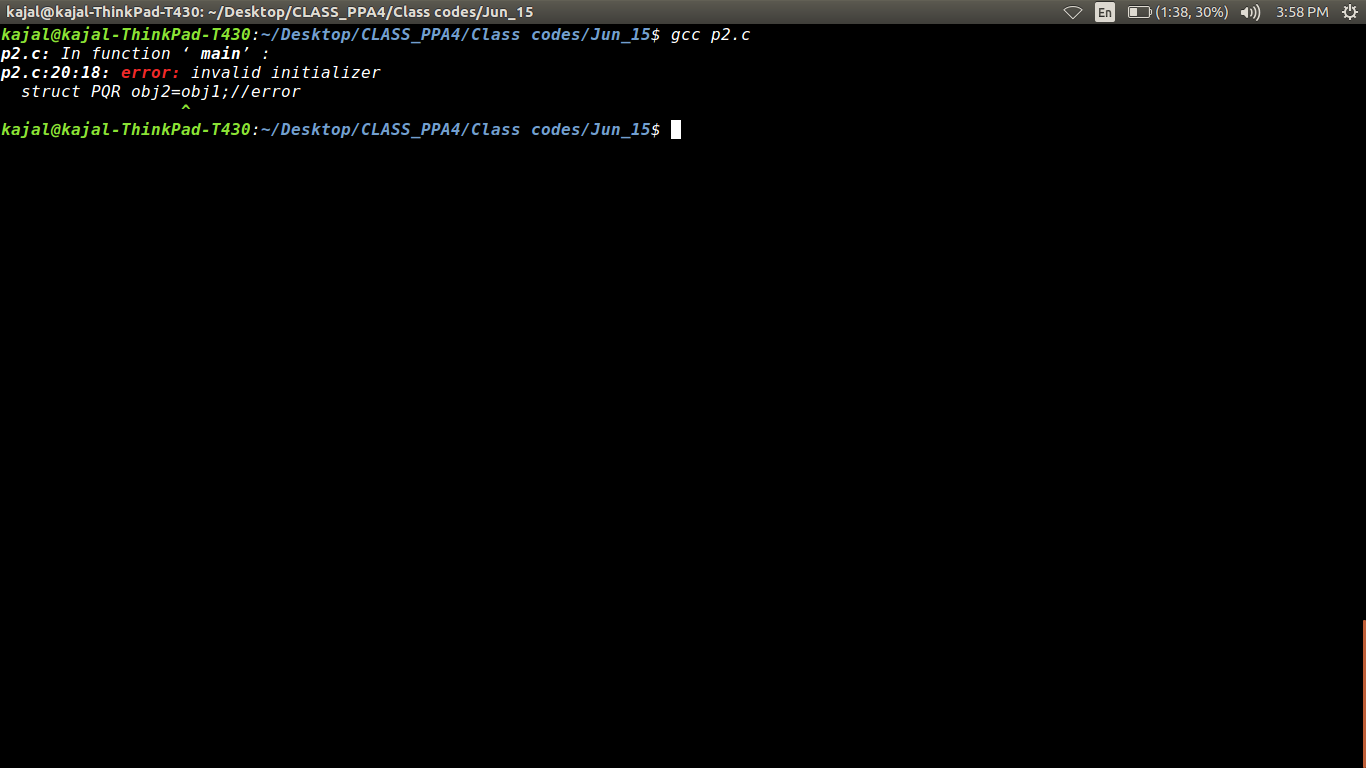 kajal@kajal-ThinkPad-T430: ~/Desktop/CLASS_PPA4/Class codes/Jun_15 En (1:38, 30%) 3:58 PM
kajal@kajal-ThinkPad-T430:~/Desktop/CLASS_PPA4/Class codes/Jun_15$ gcc p2.c
p2.c: In function ‘ main’ :
p2.c:20:18: error: invalid initializer
  struct PQR obj2=obj1;//error
                  ^
kajal@kajal-ThinkPad-T430:~/Desktop/CLASS_PPA4/Class codes/Jun_15$